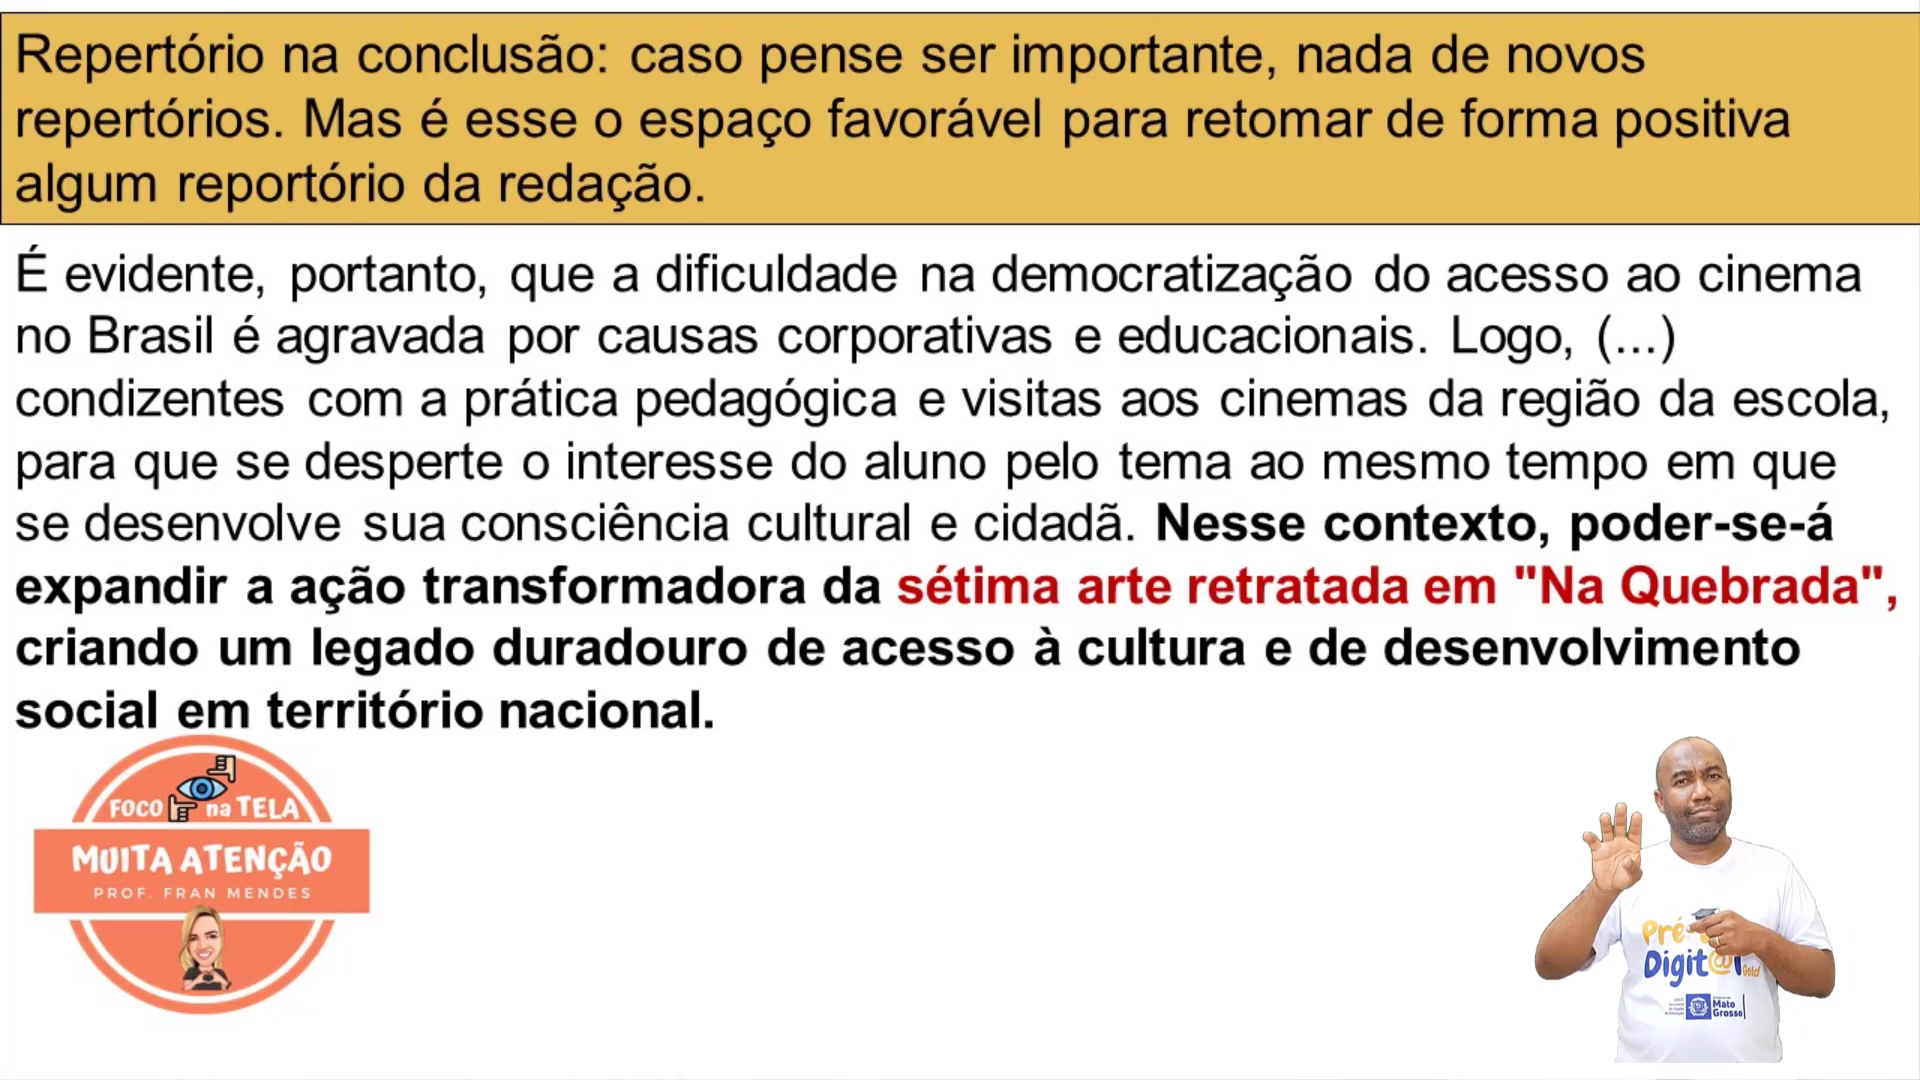 Repertório na conclusão: caso pense ser importante, nada de novos
repertórios. Mas é esse o espaço favorável para retomar de forma positiva
algum reportório da redação.
É evidente, portanto, que a dificuldade na democratização do acesso ao cinema
no Brasil é agravada por causas corporativas e educacionais. Logo, (...)
condizentes com a prática pedagógica e visitas aos cinemas da região da escola,
para que se desperte o interesse do aluno pelo tema ao mesmo tempo em que
se desenvolve sua consciência cultural e cidadã. Nesse contexto, poder-se-á
expandir a ação transformadora da sétima arte retratada em "Na Quebrada",
criando um legado duradouro de acesso à cultura e de desenvolvimento
social em território nacional.
FOCO na TELA
MUITA ATENÇÃO
PROF. FRAN MENDES
Pré
Digit@l
Gold
Mato
Grosso